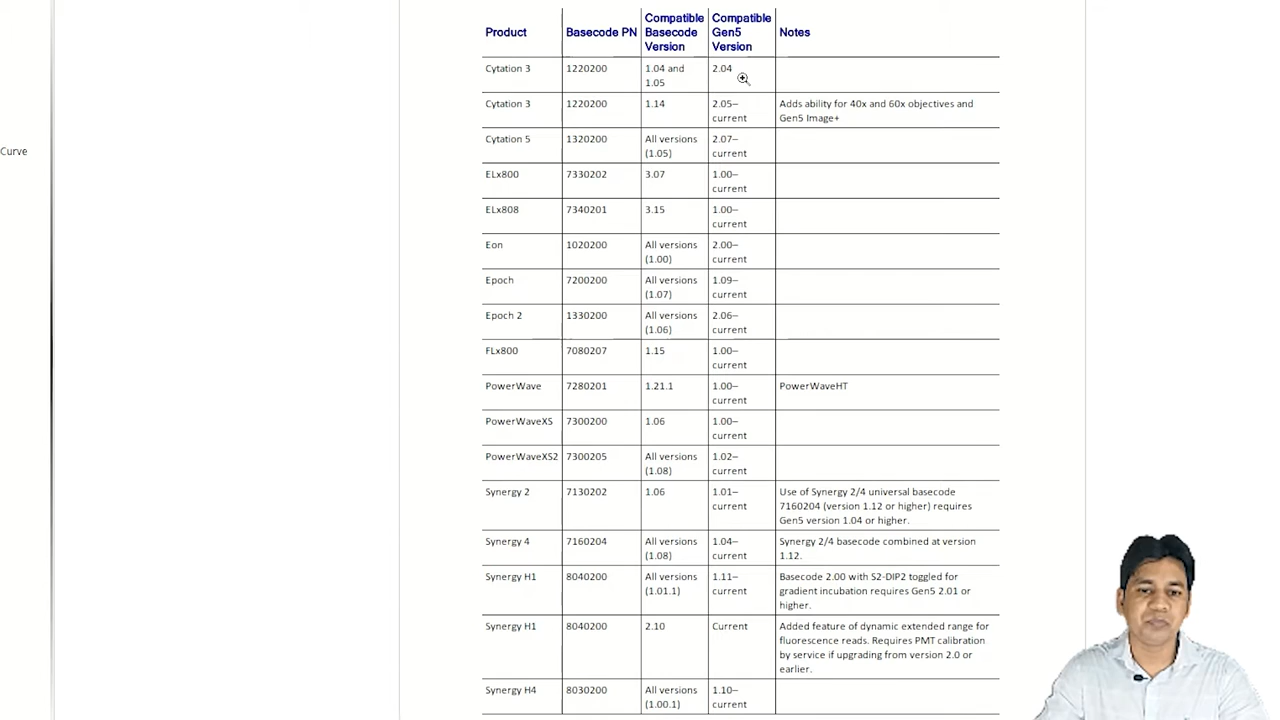 Curve
Product
Basecode PN
Compatible
Basecode
Version
Compatible
Gen5
Version
Notes
Cytation 3
1220200
1.04 and
1.05
2.04
Cytation 3
1220200
1.14
2.05–
current
Adds ability for 40x and 60x objectives and
Gen5 Image+
Cytation 5
1320200
All versions
(1.05)
2.07–
current
ELx800
7330202
3.07
1.00–
current
ELx808
7340201
3.15
1.00–
current
Eon
1020200
All versions
(1.00)
2.00–
current
Epoch
7200200
All versions
(1.07)
1.09–
current
Epoch 2
1330200
All versions
(1.06)
2.06–
current
FLx800
7080207
1.15
1.00–
current
PowerWave
7280201
1.21.1
1.00–
current
PowerWaveHT
PowerWaveXS
7300200
1.06
1.00–
current
PowerWaveXS2
7300205
All versions
(1.08)
1.02–
current
Synergy 2
7130202
1.06
1.01–
current
Use of Synergy 2/4 universal basecode
7160204 (version 1.12 or higher) requires
Gen5 version 1.04 or higher.
Synergy 4
7160204
All versions
(1.08)
1.04–
current
Synergy 2/4 basecode combined at version
1.12.
Synergy H1
8040200
All versions
(1.01.1)
1.11–
current
Basecode 2.00 with S2-DIP2 toggled for
gradient incubation requires Gen5 2.01 or
higher.
Synergy H1
8040200
2.10
Current
Added feature of dynamic extended range for
fluorescence reads. Requires PMT calibration
by service if upgrading from version 2.0 or
earlier.
Synergy H4
8030200
All versions
(1.00.1)
1.10–
current